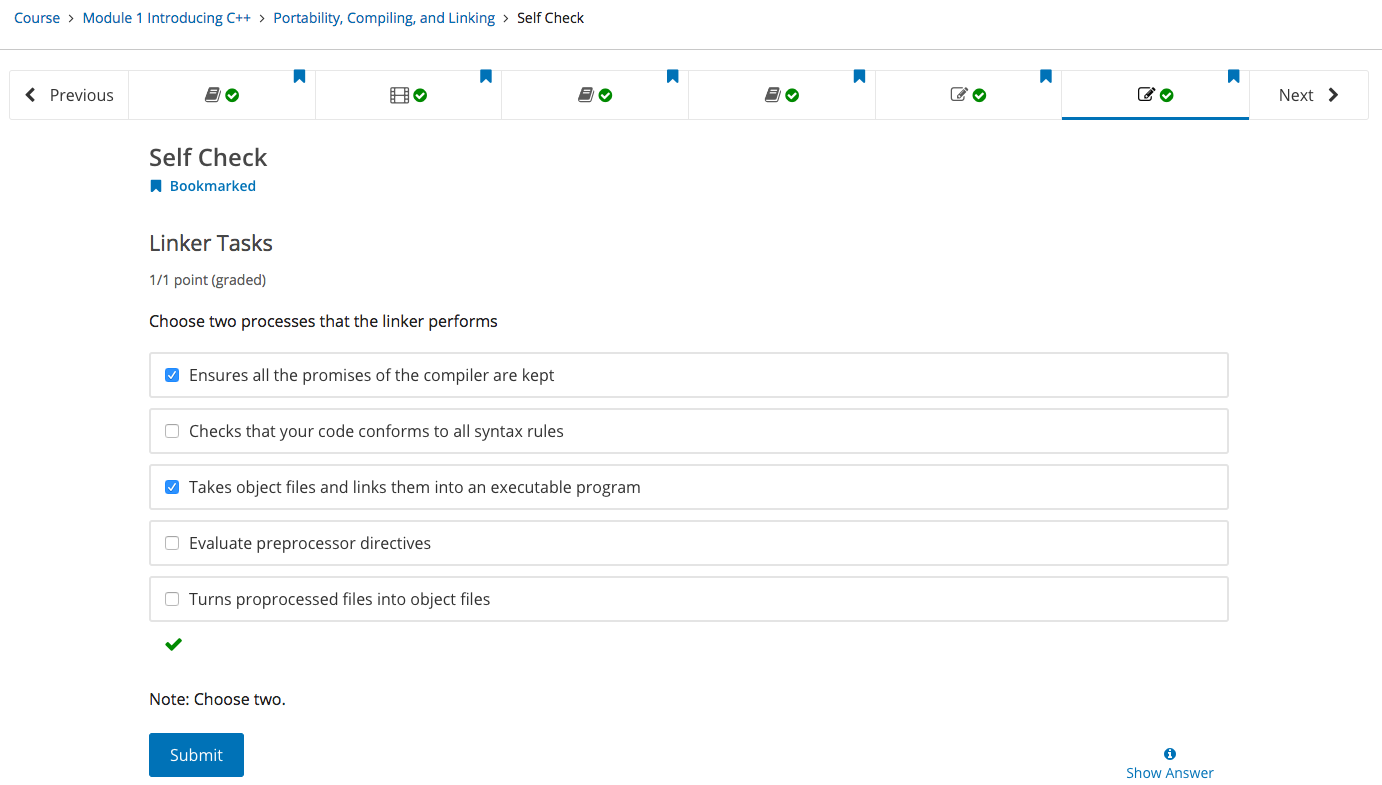 Course > Module 1 Introducing C++ > Portability, Compiling, and Linking > Self Check
Previous
Next
Self Check
Bookmarked
Linker Tasks
1/1 point (graded)
Choose two processes that the linker performs
Ensures all the promises of the compiler are kept
Checks that your code conforms to all syntax rules
Takes object files and links them into an executable program
Evaluate preprocessor directives
Turns proprocessed files into object files
Note: Choose two.
Submit
Show Answer